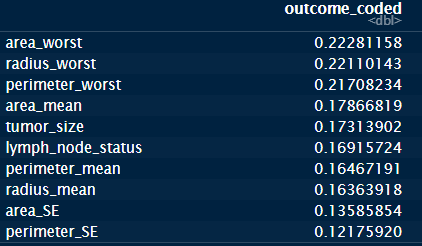 outcome_coded
<dbl>
area_worst 0.22281158
radius_worst 0.22110143
perimeter_worst 0.21708234
area_mean 0.17866819
tumor_size 0.17313902
lymph_node_status 0.16915724
perimeter_mean 0.16467191
radius_mean 0.16363918
area_SE 0.13585854
perimeter_SE 0.12175920